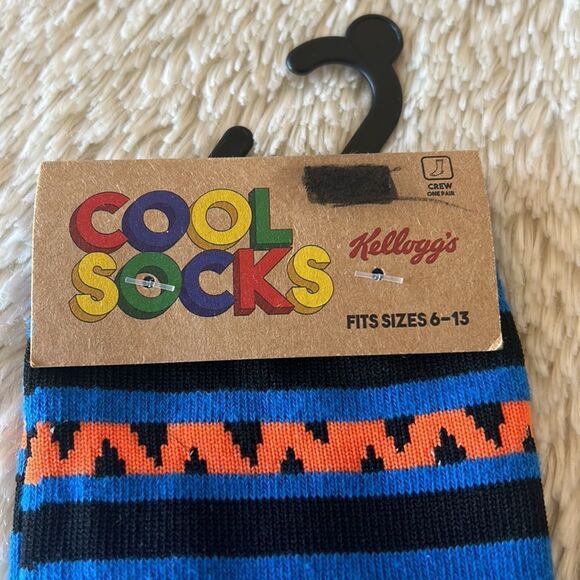 COOL
SOCKS
CREW
ONE PAIR
Kellogg's
FITS SIZES 6-13